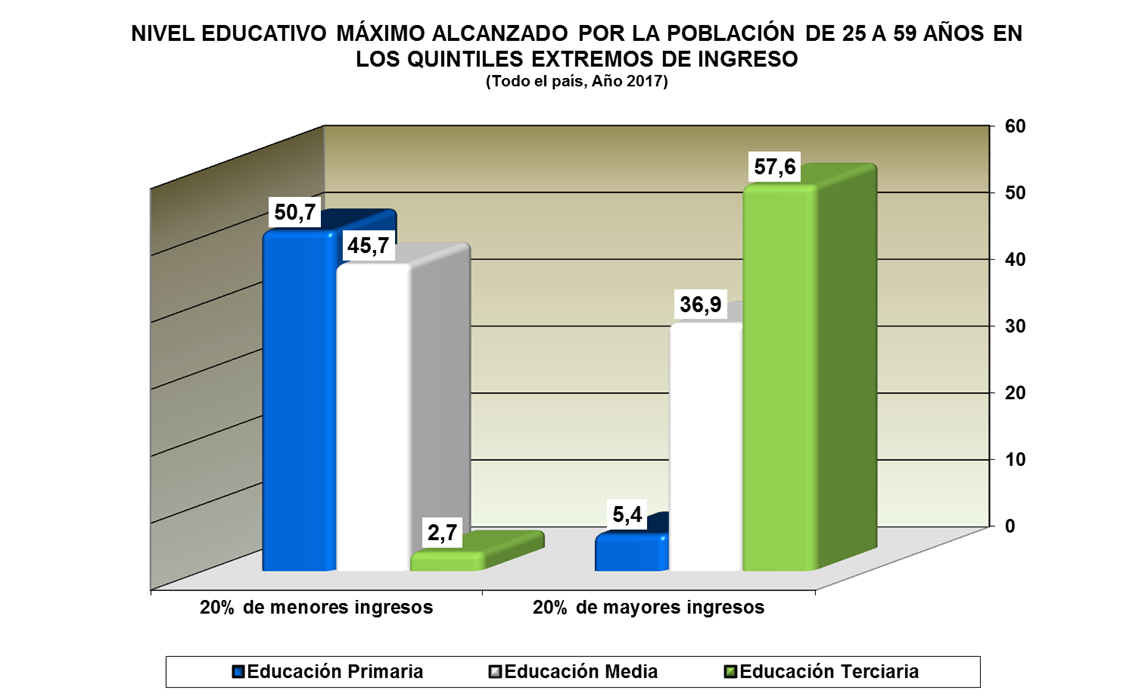 NIVEL EDUCATIVO MÁXIMO ALCANZADO POR LA POBLACIÓN DE 25 A 59 AÑOS EN
LOS QUINTILES EXTREMOS DE INGRESO
(Todo el país, Año 2017)
60
50
40
30
20
10
0
50,7
45,7
2,7
5,4
36,9
57,6
20% de menores ingresos
20% de mayores ingresos
Educación Primaria
Educación Media
Educación Terciaria